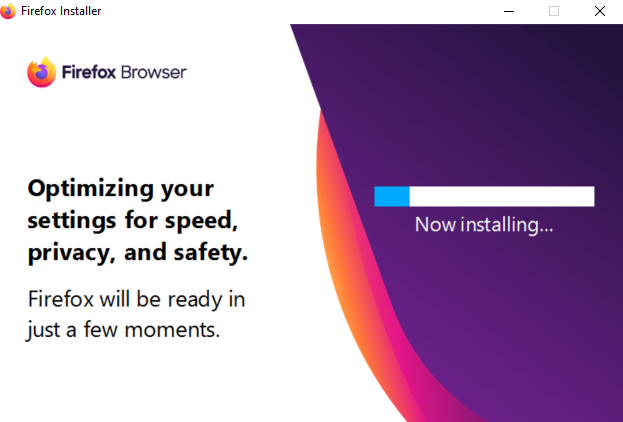 Firefox Installer
Firefox Browser
Optimizing your
settings for speed,
privacy, and safety.
Firefox will be ready in
just a few moments.
Now installing...